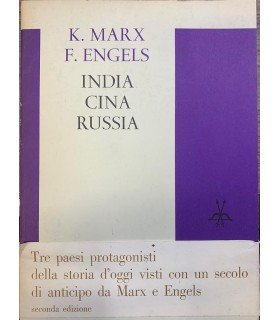 K. MARX
F. ENGELS
INDIA
CINA
RUSSIA
Tre paesi protagonisti
della storia d'oggi visti con un secolo
di anticipo da Marx e Engels
seconda edizione